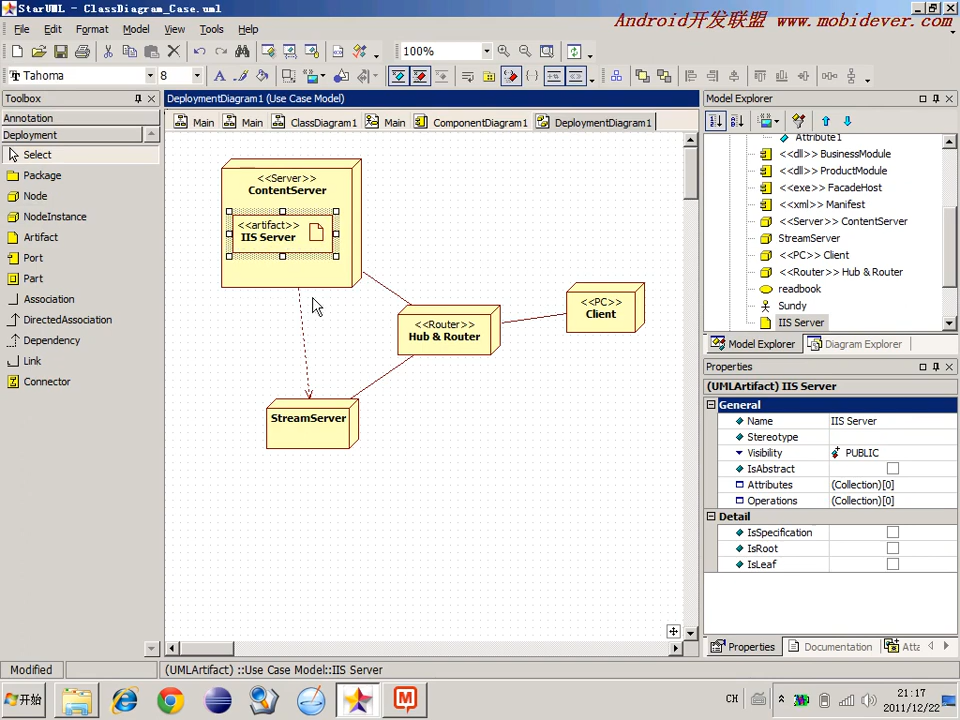 StarUML - ClassDiagram_Case.uml
Android开发联盟 www.mobidever.com
File Edit Format Model View Tools Help
100%
Tahoma 8
Toolbox
Annotation
Deployment
Select
Package
Node
NodeInstance
Artifact
Port
Part
Association
DirectedAssociation
Dependency
Link
Connector
DeploymentDiagram1 (Use Case Model)
Main Main ClassDiagram1 Main ComponentDiagram1 DeploymentDiagram1
<<Server>>
ContentServer
<<artifact>>
IIS Server
<<Router>>
Hub & Router
<<PC>>
Client
StreamServer
Model Explorer
Attribute1
<<dll>> BusinessModule
<<dll>> ProductModule
<<exe>> FacadeHost
<<xml>> Manifest
<<Server>> ContentServer
StreamServer
<<PC>> Client
<<Router>> Hub & Router
readbook
Sundy
IIS Server
Model Explorer Diagram Explorer
Properties
(UMLArtifact) IIS Server
General
Name IIS Server
Stereotype
Visibility PUBLIC
IsAbstract
Attributes (Collection)[0]
Operations (Collection)[0]
Detail
IsSpecification
IsRoot
IsLeaf
Properties Documentation Atta
Modified (UMLArtifact) ::Use Case Model::IIS Server
开始
CH
21:17
2011/12/22